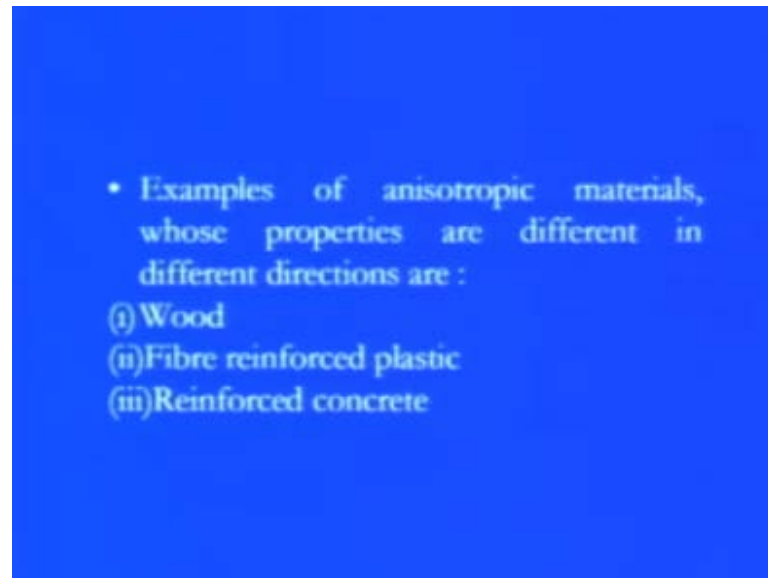 • Examples of anisotropic materials,
whose properties are different in
different directions are :
(i) Wood
(ii)Fibre reinforced plastic
(iii)Reinforced concrete